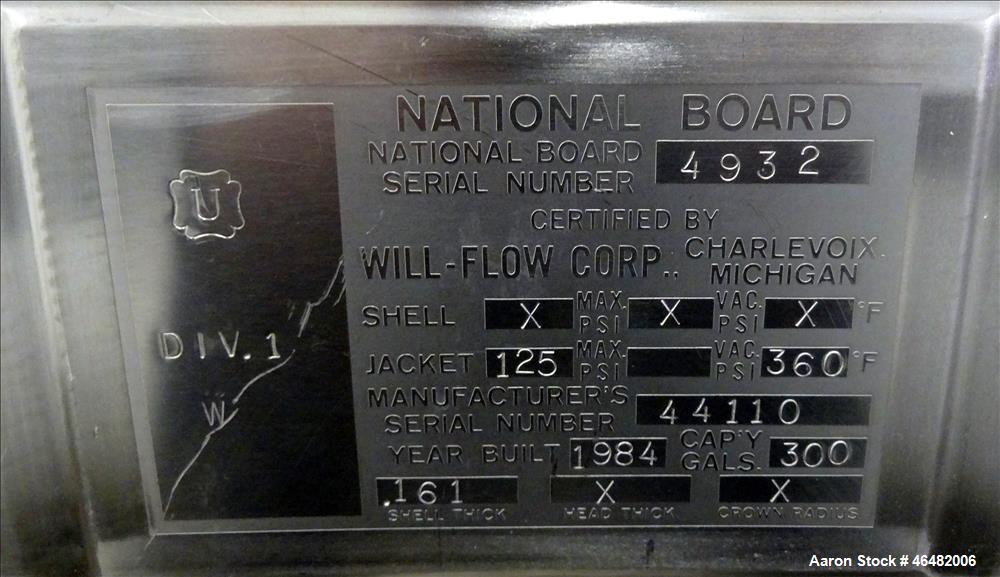 NATIONAL BOARD
NATIONAL BOARD SERIAL NUMBER 4932
CERTIFIED BY
WILL-FLOW CORP., CHARLEVOIX. MICHIGAN
SHELL X MAX. PSI X VAC. PSI X °F
JACKET 125 MAX. PSI VAC. PSI 360 °F
MANUFACTURER'S SERIAL NUMBER 44110
YEAR BUILT 1984 CAP'Y GALS. 300
.161 X X
SHELL THICK HEAD THICK CROWN RADIUS
U
DIV. 1
W
Aaron Stock # 46482006